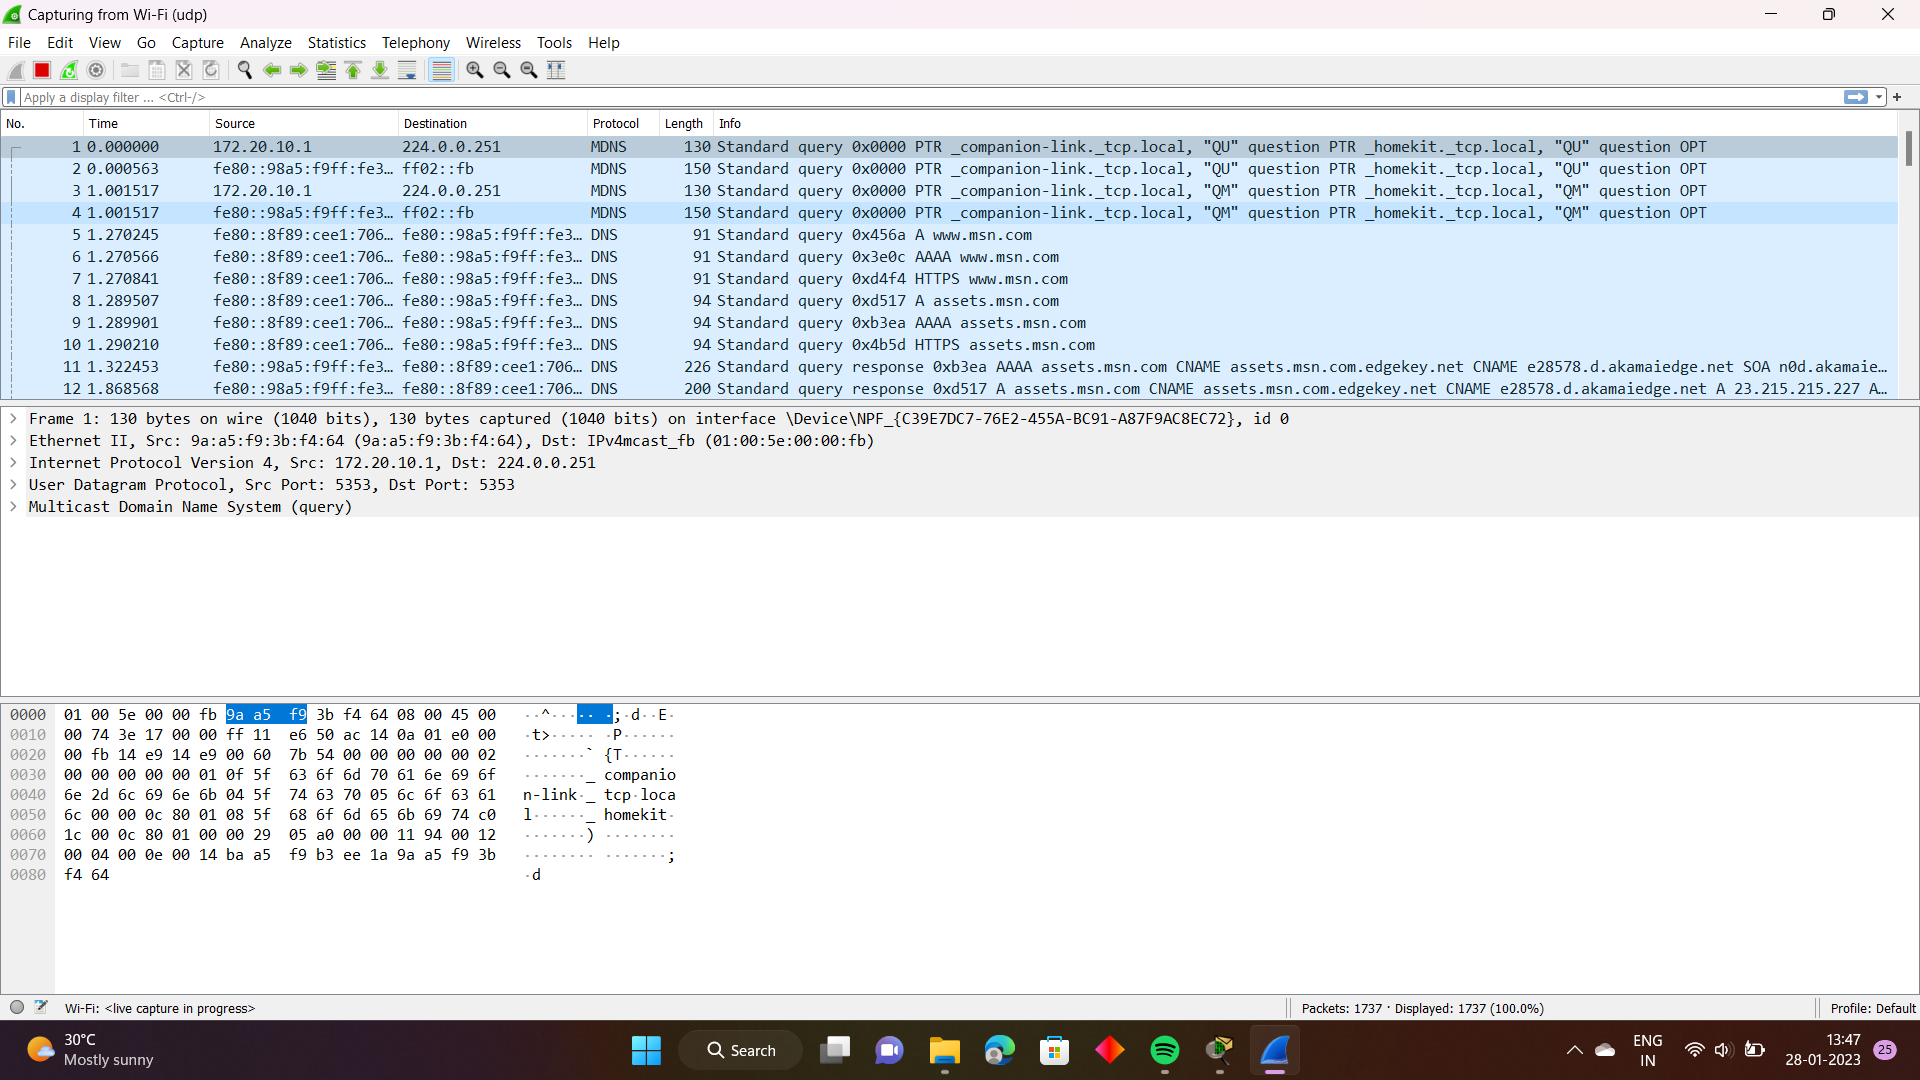 Capturing from Wi-Fi (udp)
File Edit View Go Capture Analyze Statistics Telephony Wireless Tools Help
Apply a display filter ... <Ctrl-/>
No. Time Source Destination Protocol Length Info
1 0.000000 172.20.10.1 224.0.0.251 MDNS 130 Standard query 0x0000 PTR _companion-link._tcp.local, "QU" question PTR _homekit._tcp.local, "QU" question OPT
2 0.000563 fe80::98a5:f9ff:fe3… ff02::fb MDNS 150 Standard query 0x0000 PTR _companion-link._tcp.local, "QU" question PTR _homekit._tcp.local, "QU" question OPT
3 1.001517 172.20.10.1 224.0.0.251 MDNS 130 Standard query 0x0000 PTR _companion-link._tcp.local, "QM" question PTR _homekit._tcp.local, "QM" question OPT
4 1.001517 fe80::98a5:f9ff:fe3… ff02::fb MDNS 150 Standard query 0x0000 PTR _companion-link._tcp.local, "QM" question PTR _homekit._tcp.local, "QM" question OPT
5 1.270245 fe80::8f89:cee1:706… fe80::98a5:f9ff:fe3… DNS 91 Standard query 0x456a A www.msn.com
6 1.270566 fe80::8f89:cee1:706… fe80::98a5:f9ff:fe3… DNS 91 Standard query 0x3e0c AAAA www.msn.com
7 1.270841 fe80::8f89:cee1:706… fe80::98a5:f9ff:fe3… DNS 91 Standard query 0xd4f4 HTTPS www.msn.com
8 1.289507 fe80::8f89:cee1:706… fe80::98a5:f9ff:fe3… DNS 94 Standard query 0xd517 A assets.msn.com
9 1.289901 fe80::8f89:cee1:706… fe80::98a5:f9ff:fe3… DNS 94 Standard query 0xb3ea AAAA assets.msn.com
10 1.290210 fe80::8f89:cee1:706… fe80::98a5:f9ff:fe3… DNS 94 Standard query 0x4b5d HTTPS assets.msn.com
11 1.322453 fe80::98a5:f9ff:fe3… fe80::8f89:cee1:706… DNS 226 Standard query response 0xb3ea AAAA assets.msn.com CNAME assets.msn.com.edgekey.net CNAME e28578.d.akamaiedge.net SOA n0d.akamaie…
12 1.868568 fe80::98a5:f9ff:fe3… fe80::8f89:cee1:706… DNS 200 Standard query response 0xd517 A assets.msn.com CNAME assets.msn.com.edgekey.net CNAME e28578.d.akamaiedge.net A 23.215.215.227 A…
Frame 1: 130 bytes on wire (1040 bits), 130 bytes captured (1040 bits) on interface \Device\NPF_{C39E7DC7-76E2-455A-BC91-A87F9AC8EC72}, id 0
Ethernet II, Src: 9a:a5:f9:3b:f4:64 (9a:a5:f9:3b:f4:64), Dst: IPv4mcast_fb (01:00:5e:00:00:fb)
Internet Protocol Version 4, Src: 172.20.10.1, Dst: 224.0.0.251
User Datagram Protocol, Src Port: 5353, Dst Port: 5353
Multicast Domain Name System (query)
0000 01 00 5e 00 00 fb 9a a5 f9 3b f4 64 08 00 45 00 ··^····· ·;·d··E·
0010 00 74 3e 17 00 00 ff 11 e6 50 ac 14 0a 01 e0 00 ·t>····· ·P······
0020 00 fb 14 e9 14 e9 00 60 7b 54 00 00 00 00 00 02 ·······` {T······
0030 00 00 00 00 00 01 0f 5f 63 6f 6d 70 61 6e 69 6f ·······_ companio
0040 6e 2d 6c 69 6e 6b 04 5f 74 63 70 05 6c 6f 63 61 n-link·_ tcp·loca
0050 6c 00 00 0c 80 01 08 5f 68 6f 6d 65 6b 69 74 c0 l······_ homekit·
0060 1c 00 0c 80 01 00 00 29 05 a0 00 00 11 94 00 12 ·······) ········
0070 00 04 00 0e 00 14 ba a5 f9 b3 ee 1a 9a a5 f9 3b ········ ·······;
0080 f4 64 ·d
Wi-Fi: <live capture in progress> Packets: 1737 · Displayed: 1737 (100.0%) Profile: Default
30°C
Mostly sunny
Search
ENG
IN
13:47
28-01-2023
25